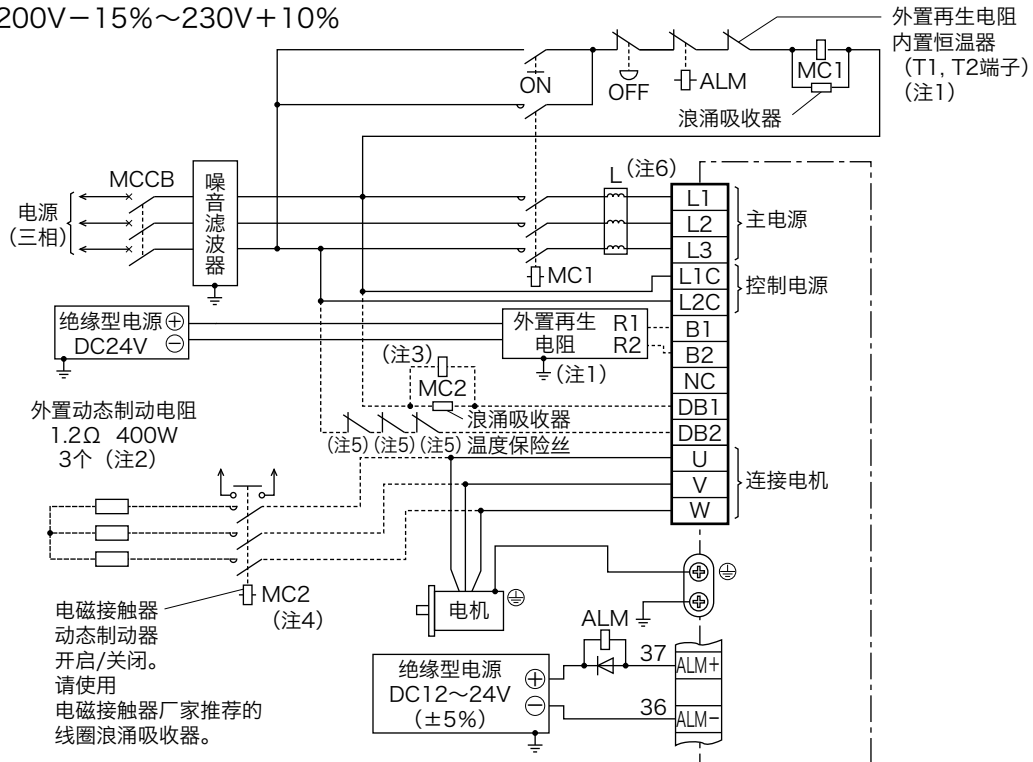 200V－15%～230V＋10%
外置再生电阻
内置恒温器
（T1, T2端子）
（注1）
ON
OFF
ALM
MC1
浪涌吸收器
MCCB
噪音滤波器
L（注6）
电源
（三相）
L1
L2
L3
主电源
MC1
L1C
L2C
控制电源
绝缘型电源⊕
DC24V ⊖
外置再生 R1
电阻 R2
（注1）
B1
B2
NC
DB1
DB2
（注3）
MC2
浪涌吸收器
（注5）（注5）（注5）温度保险丝
外置动态制动电阻
1.2Ω 400W
3个（注2）
U
V
W
连接电机
MC2
（注4）
电磁接触器
动态制动器
开启/关闭。
请使用
电磁接触器厂家推荐的
线圈浪涌吸收器。
电机
ALM
绝缘型电源
DC12～24V
（±5%）
⊕
⊖
37
ALM+
36
ALM−